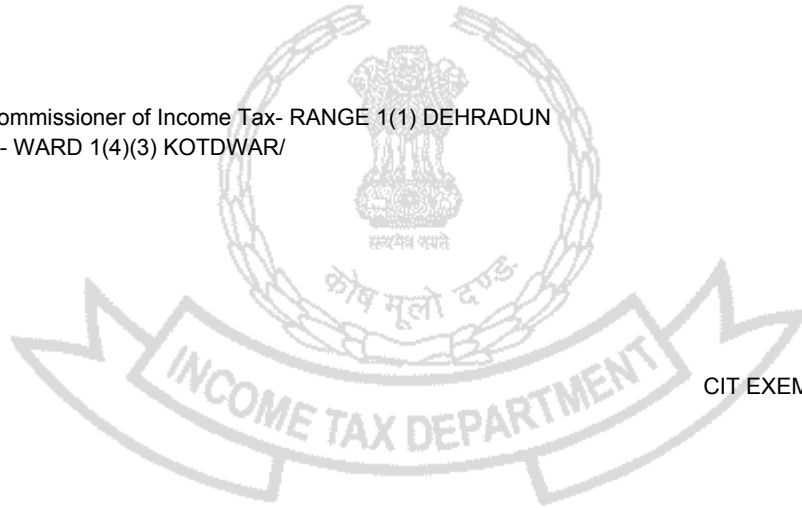 ommissioner of Income Tax- RANGE 1(1) DEHRADUN
- WARD 1(4)(3) KOTDWAR/
सत्यमेव जयते
कोष मूलो दण्डः
CIT EXEM
INCOME TAX DEPARTMENT